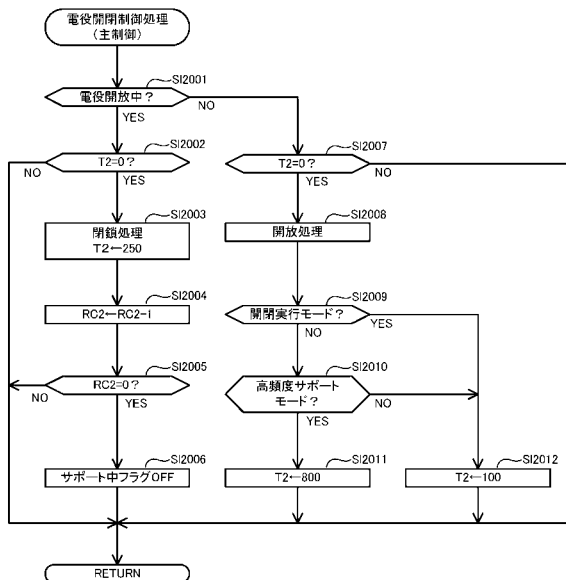 電役開閉制御処理
(主制御)
SI2001
電役開放中？
NO
YES
SI2002
T2=0？
NO
YES
SI2003
閉鎖処理
T2←250
SI2004
RC2←RC2-1
SI2005
RC2=0？
NO
YES
SI2006
サポート中フラグOFF
SI2007
T2=0？
NO
YES
SI2008
開放処理
SI2009
開閉実行モード？
YES
NO
SI2010
高頻度サポート
モード？
NO
YES
SI2011
T2←800
SI2012
T2←100
RETURN